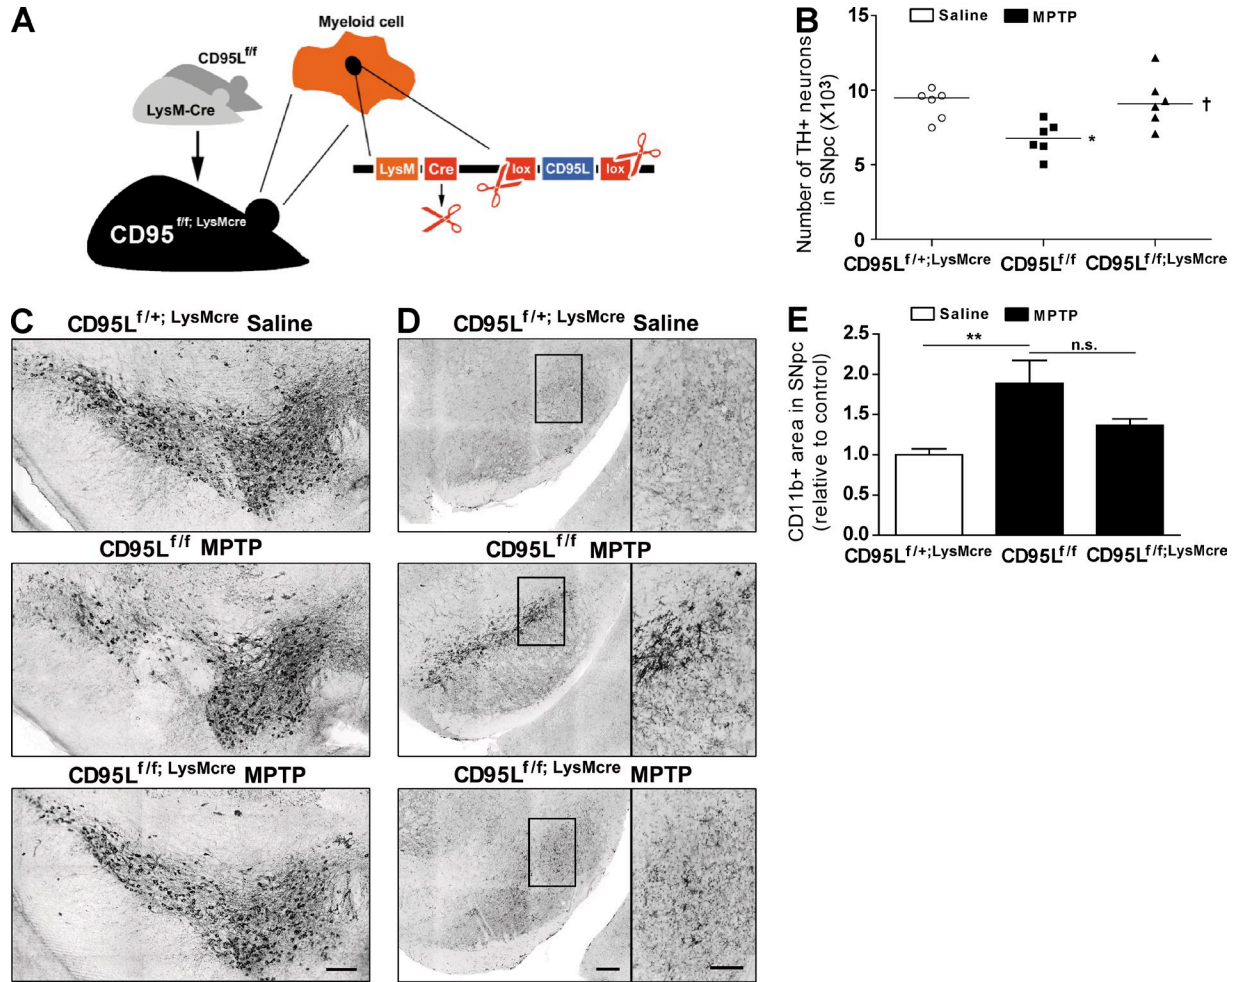 A
Myeloid cell
CD95L^f/f
LysM-Cre
LysM Cre lox CD95L lox
CD95^f/f; LysMcre
B
Saline MPTP
Number of TH+ neurons
in SNpc (X10³)
15
10
5
0
*
†
CD95L^f/+;LysMcre CD95L^f/f CD95L^f/f;LysMcre
C
CD95L^f/+; LysMcre Saline
CD95L^f/f MPTP
CD95L^f/f; LysMcre MPTP
D
CD95L^f/+; LysMcre Saline
CD95L^f/f MPTP
CD95L^f/f; LysMcre MPTP
E
Saline MPTP
CD11b+ area in SNpc
(relative to control)
2.5
2.0
1.5
1.0
0.5
0.0
**
n.s.
CD95L^f/+;LysMcre CD95L^f/f CD95L^f/f;LysMcre